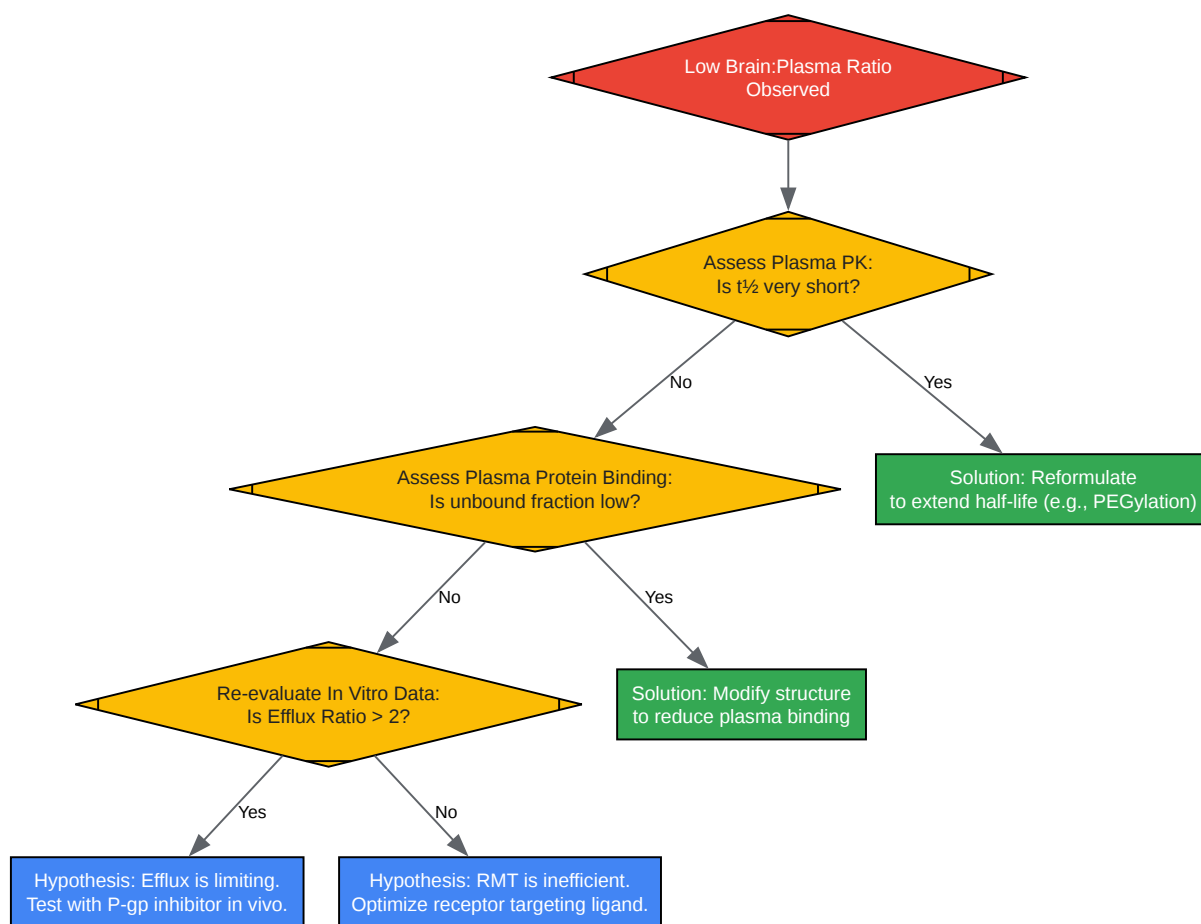 Low Brain:Plasma Ratio
Observed
Assess Plasma PK:
Is t½ very short?
No
Yes
Assess Plasma Protein Binding:
Is unbound fraction low?
Solution: Reformulate
to extend half-life (e.g., PEGylation)
No
Yes
Re-evaluate In Vitro Data:
Is Efflux Ratio > 2?
Solution: Modify structure
to reduce plasma binding
Yes
No
Hypothesis: Efflux is limiting.
Test with P-gp inhibitor in vivo.
Hypothesis: RMT is inefficient.
Optimize receptor targeting ligand.